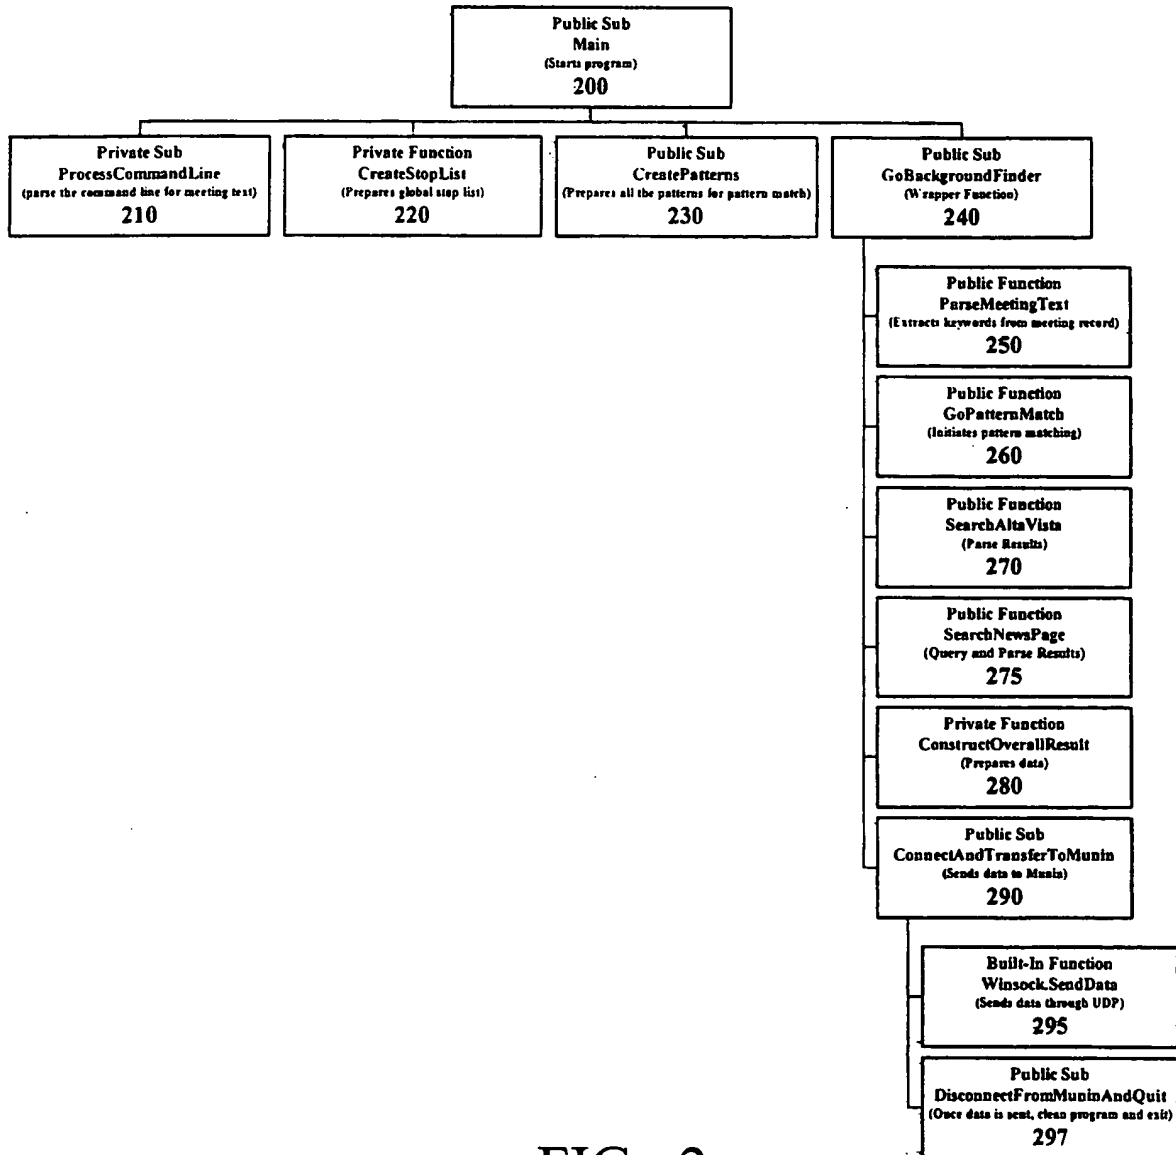 Public Sub
Main
(Starts program)
200
Private Sub
ProcessCommandLine
(parse the command line for meeting text)
210
Private Function
CreateStopList
(Prepares global stop list)
220
Public Sub
CreatePatterns
(Prepares all the patterns for pattern match)
230
Public Sub
GoBackgroundFinder
(Wrapper Function)
240
Public Function
ParseMeetingText
(Extracts keywords from meeting record)
250
Public Function
GoPatternMatch
(Initiates pattern matching)
260
Public Function
SearchAltaVista
(Parse Results)
270
Public Function
SearchNewsPage
(Query and Parse Results)
275
Private Function
ConstructOverallResult
(Prepares data)
280
Public Sub
ConnectAndTransferToMunin
(Sends data to Munin)
290
Built-In Function
Winsock.SendData
(Sends data through UDP)
295
Public Sub
DisconnectFromMuninAndQuit
(Once data is sent, clean program and exit)
297